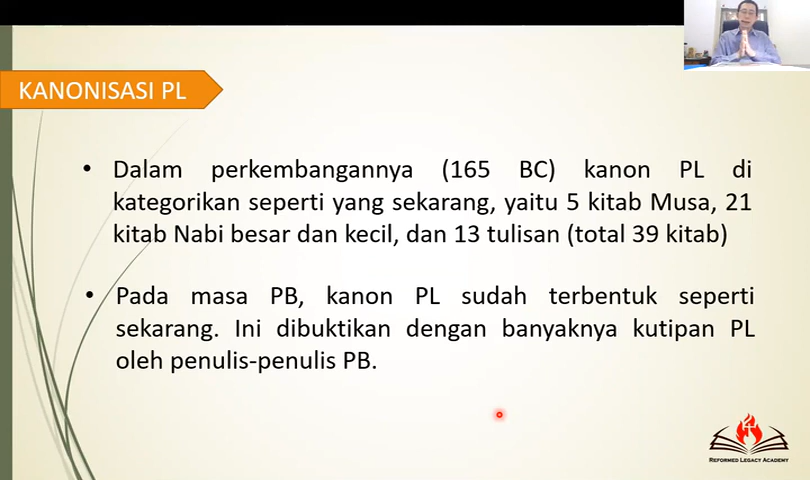 KANONISASI PL
• Dalam perkembangannya (165 BC) kanon PL di
kategorikan seperti yang sekarang, yaitu 5 kitab Musa, 21
kitab Nabi besar dan kecil, dan 13 tulisan (total 39 kitab)
• Pada masa PB, kanon PL sudah terbentuk seperti
sekarang. Ini dibuktikan dengan banyaknya kutipan PL
oleh penulis-penulis PB.
REFORMED LEGACY ACADEMY